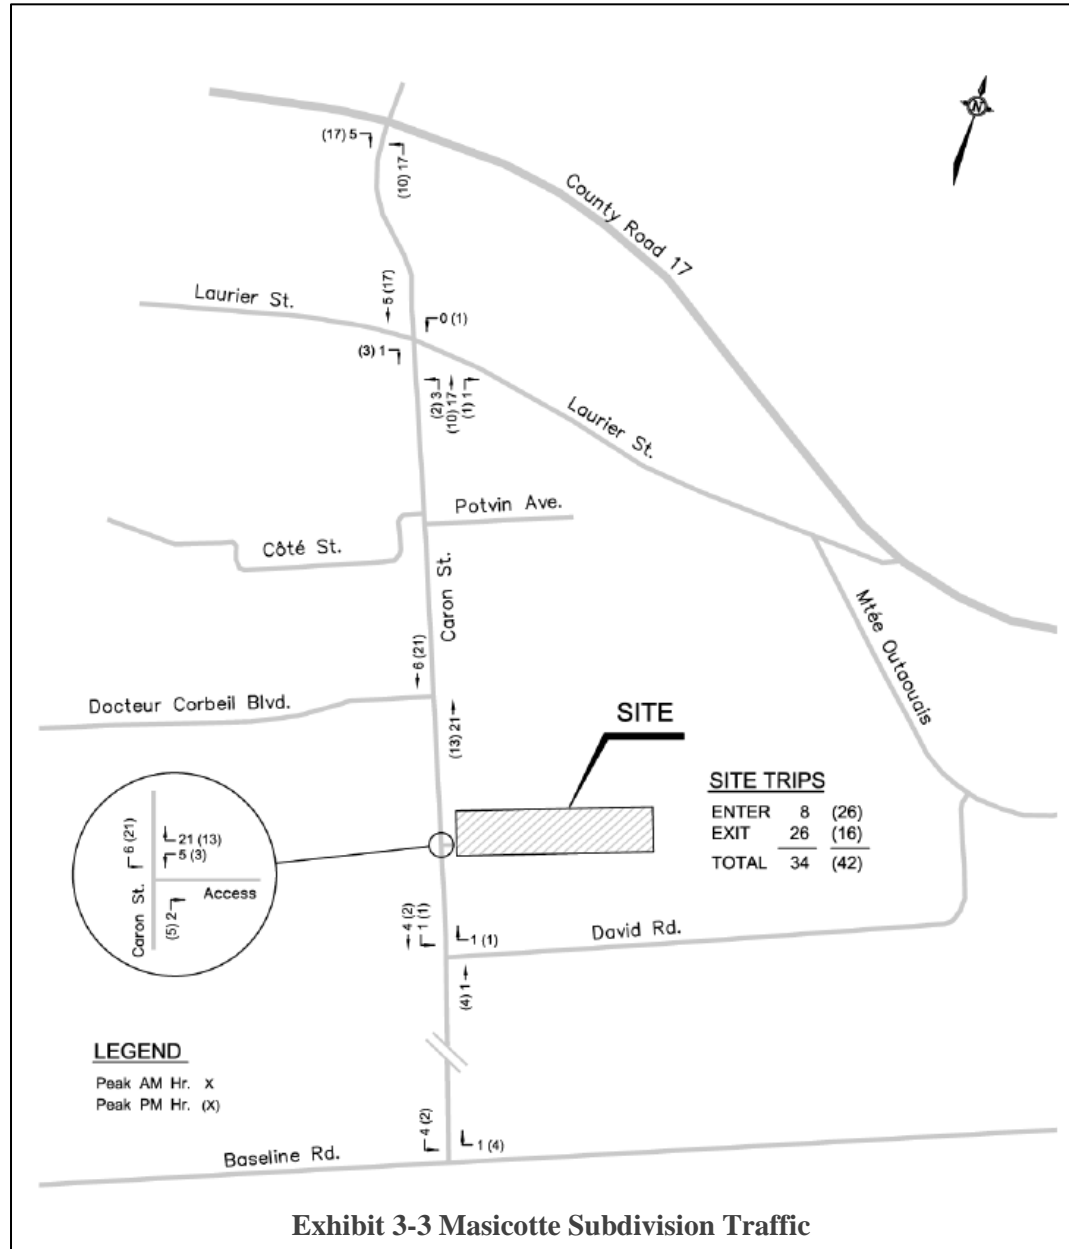 N
(17) 5
(10) 17
County Road 17
5 (17)
Laurier St.
0 (1)
(3) 1
(2) 3
(10) 17
(1) 1
Laurier St.
Potvin Ave.
Côté St.
Caron St.
Mtée Outaouais
6 (21)
Docteur Corbeil Blvd.
(13) 21
SITE
SITE TRIPS
ENTER 8 (26)
EXIT 26 (16)
TOTAL 34 (42)
6 (21)
21 (13)
5 (3)
Access
Caron St.
(5) 2
4 (2)
1 (1)
1 (1)
David Rd.
(4) 1
LEGEND
Peak AM Hr. X
Peak PM Hr. (X)
4 (2)
1 (4)
Baseline Rd.
Exhibit 3-3 Masicotte Subdivision Traffic